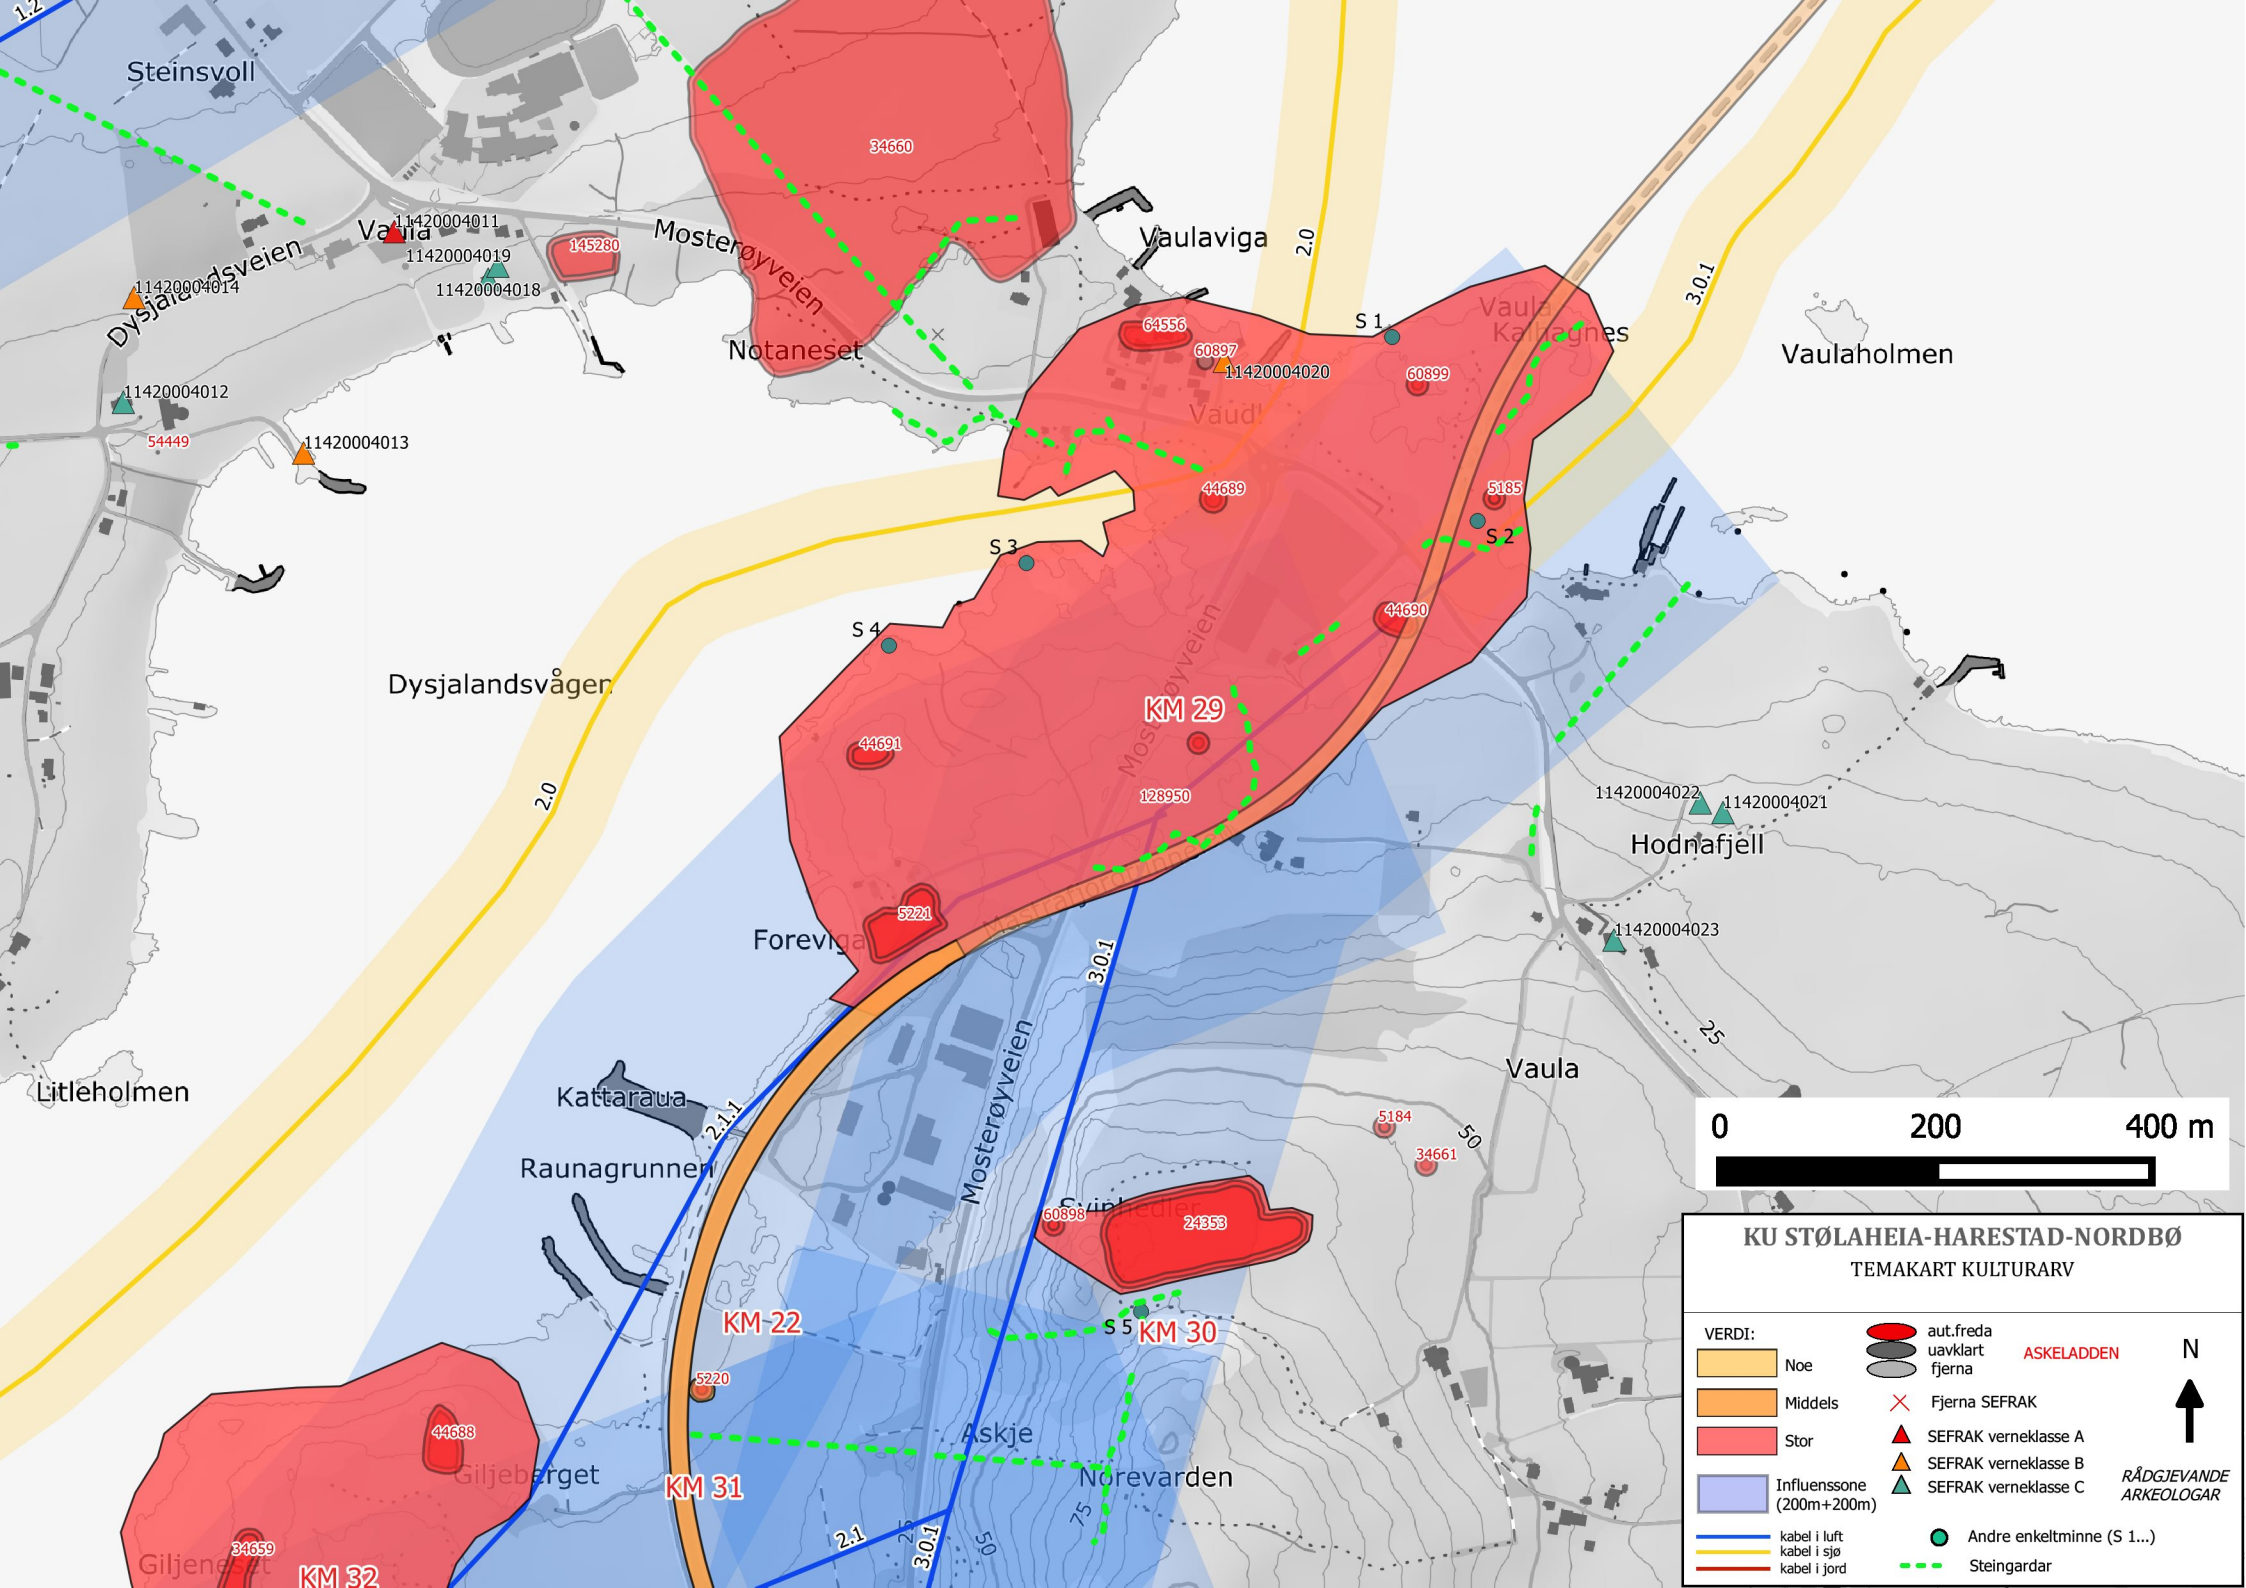 1.2
Steinsvoll
34660
11420004011
Vaula
145280
Mosterøyveien
Vaulaviga
2.0
11420004019
11420004018
11420004014
Dysjalandsveien
3.0.1
Vaula
Kalhagnes
Vaulaholmen
S 1
64556
60897
11420004020
60899
Notaneset
11420004012
54449
11420004013
44689
5185
S 2
S 3
S 4
44690
Mosterøyveien
Dysjalandsvågen
KM 29
44691
128950
2.0
11420004022
11420004021
Hodnafjell
5221
Foreviga
11420004023
3.0.1
25
Litleholmen
Kattaraua
2.1.1
Raunagrunnen
Mosterøyveien
Vaula
5184
50
34661
Svinhedler
60898
24353
KM 22
S 5
KM 30
5220
44688
Giljeberget
Askje
KM 31
Norevarden
75
25
50
2.1
3.0.1
34659
Giljeneset
KM 32
0 200 400 m
KU STØLAHEIA-HARESTAD-NORDBØ
TEMAKART KULTURARV
VERDI:
Noe
Middels
Stor
Influenssone
(200m+200m)
kabel i luft
kabel i sjø
kabel i jord
aut.freda
uavklart
fjerna
ASKELADDEN
N
Fjerna SEFRAK
SEFRAK verneklasse A
SEFRAK verneklasse B
SEFRAK verneklasse C
RÅDGJEVANDE
ARKEOLOGAR
Andre enkeltminne (S 1...)
Steingardar